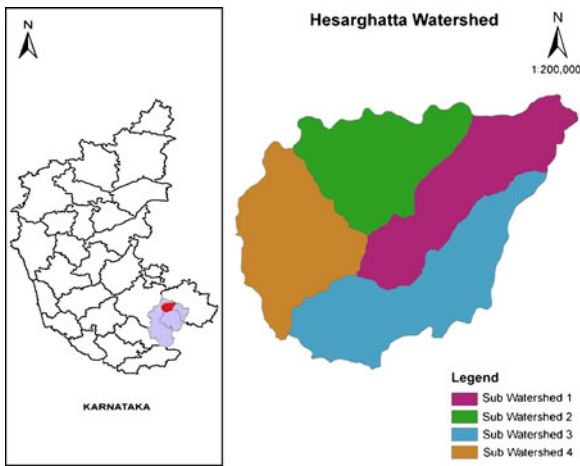 Hesarghatta Watershed
N
N
1:200,000
KARNATAKA
Legend
Sub Watershed 1
Sub Watershed 2
Sub Watershed 3
Sub Watershed 4